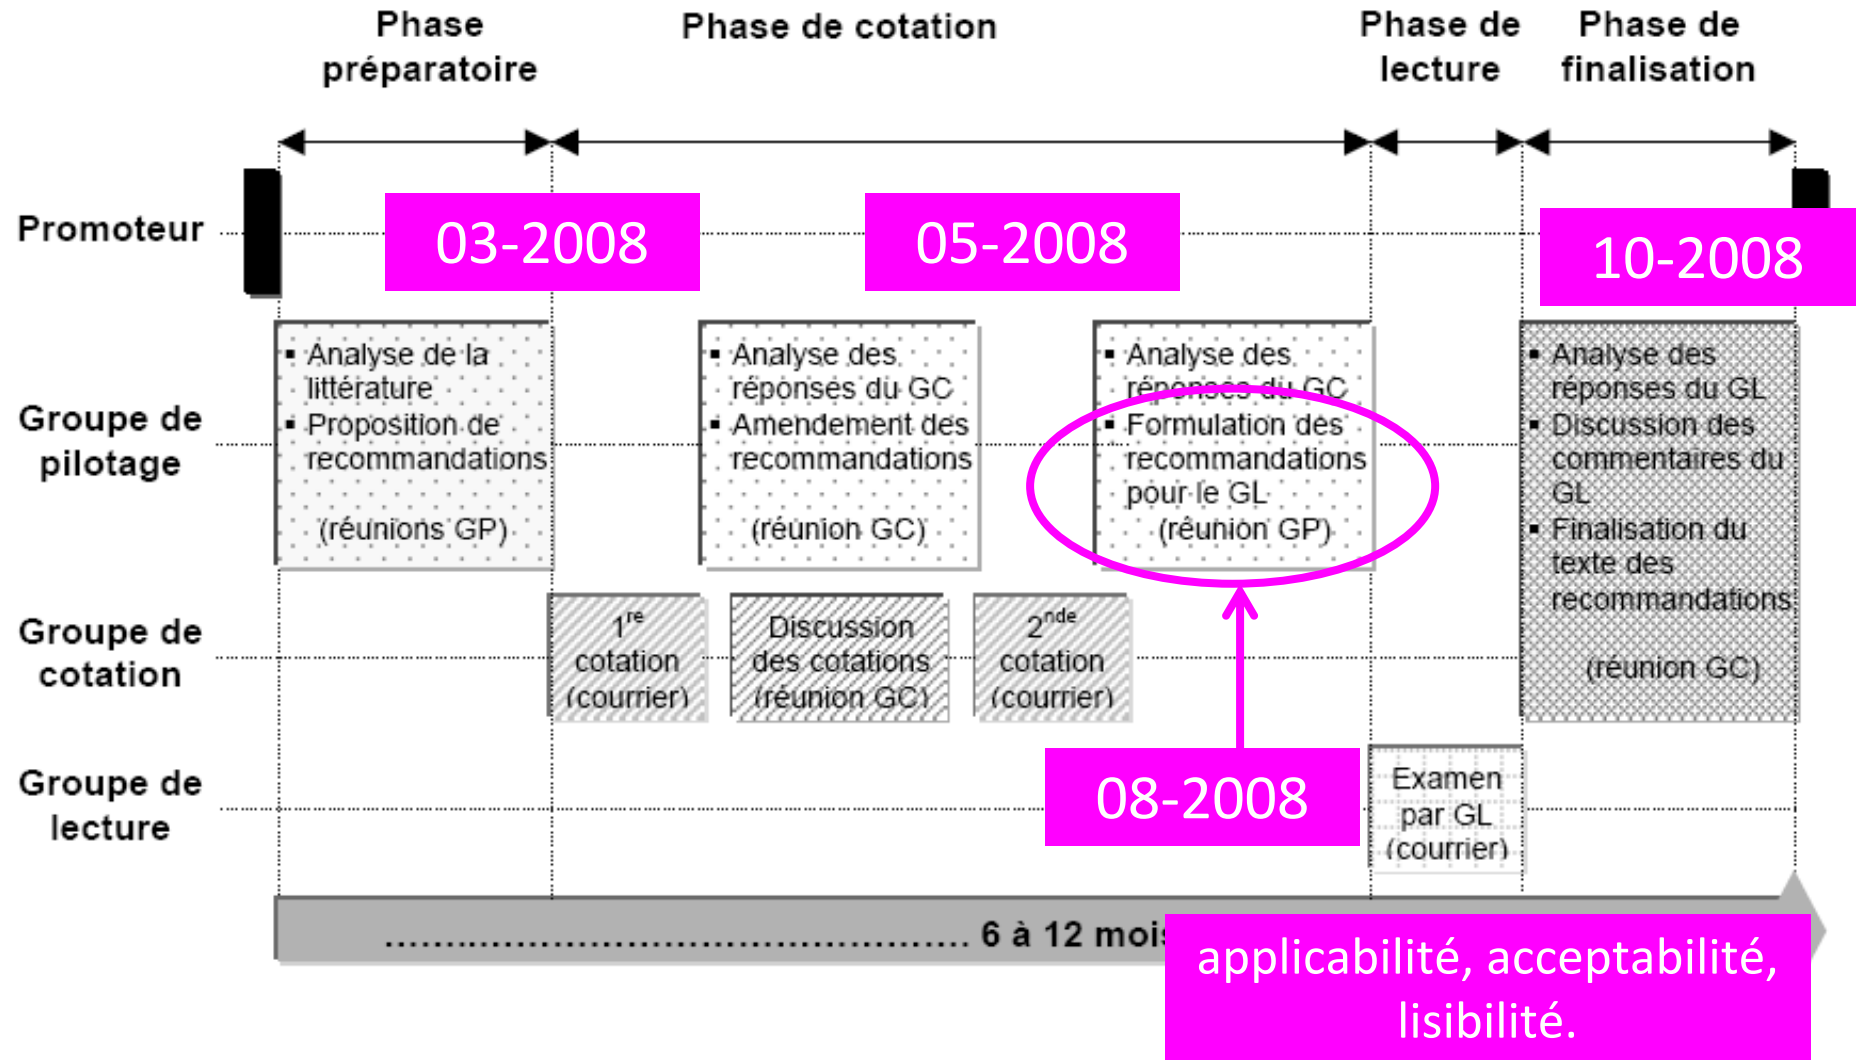 Phase
préparatoire
Phase de cotation
Phase de
lecture
Phase de
finalisation
Promoteur
03-2008
05-2008
10-2008
Groupe de
pilotage
▪ Analyse de la
littérature
▪ Proposition de
recommandations
(réunions GP)
▪ Analyse des
réponses du GC
▪ Amendement des
recommandations
(réunion GC)
▪ Analyse des
réponses du GC
▪ Formulation des
recommandations
pour le GL
(réunion GP)
▪ Analyse des
réponses du GL
▪ Discussion des
commentaires du
GL
▪ Finalisation du
texte des
recommandations
(réunion GC)
Groupe de
cotation
1re
cotation
(courrier)
Discussion
des cotations
(réunion GC)
2nde
cotation
(courrier)
Groupe de
lecture
08-2008
Examen
par GL
(courrier)
6 à 12 mois
applicabilité, acceptabilité,
lisibilité.